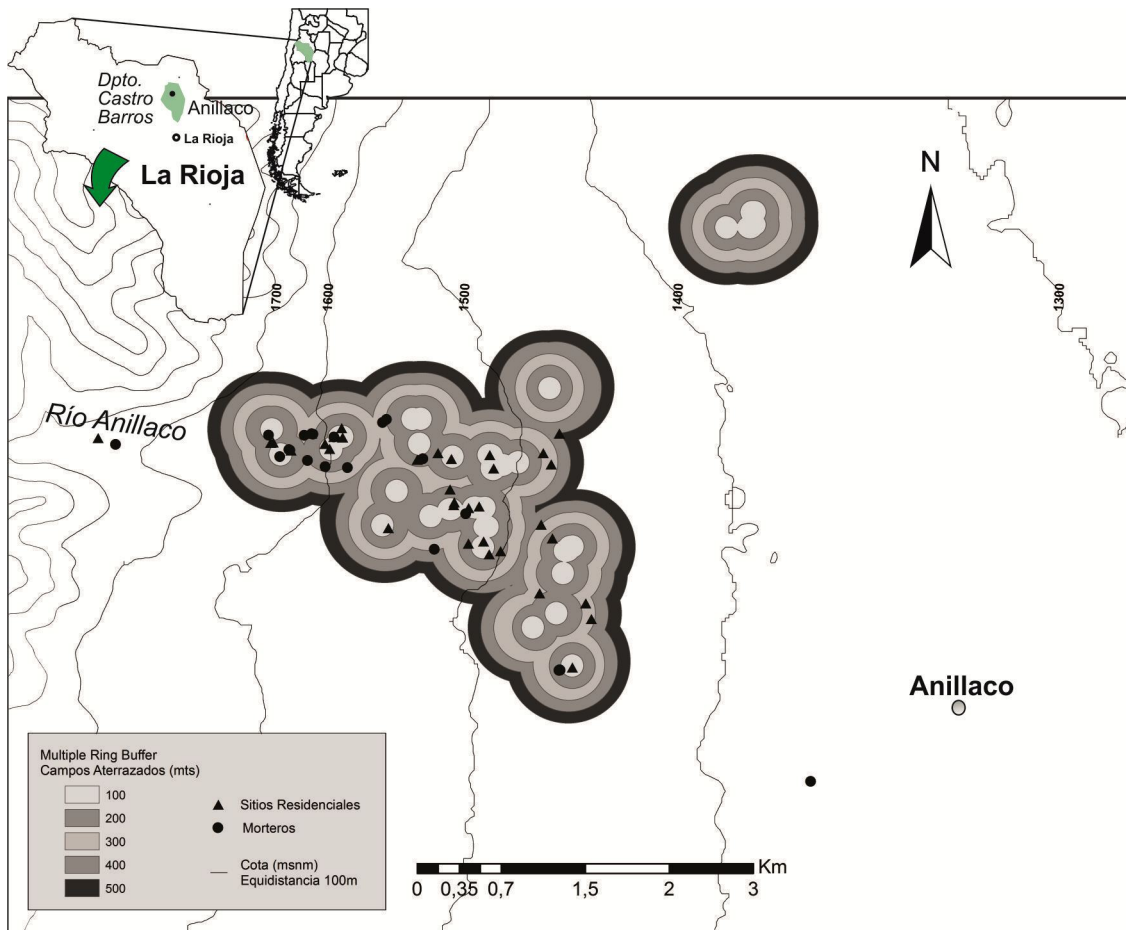 Dpto.
Castro
Barros
Anillaco
La Rioja
La Rioja
N
1700
1600
1500
1400
1300
Río Anillaco
Anillaco
Multiple Ring Buffer
Campos Aterrazados (mts)
100
200
300
400
500
Sitios Residenciales
Morteros
Cota (msnm)
Equidistancia 100m
Km
0 0,35 0,7 1,5 2 3